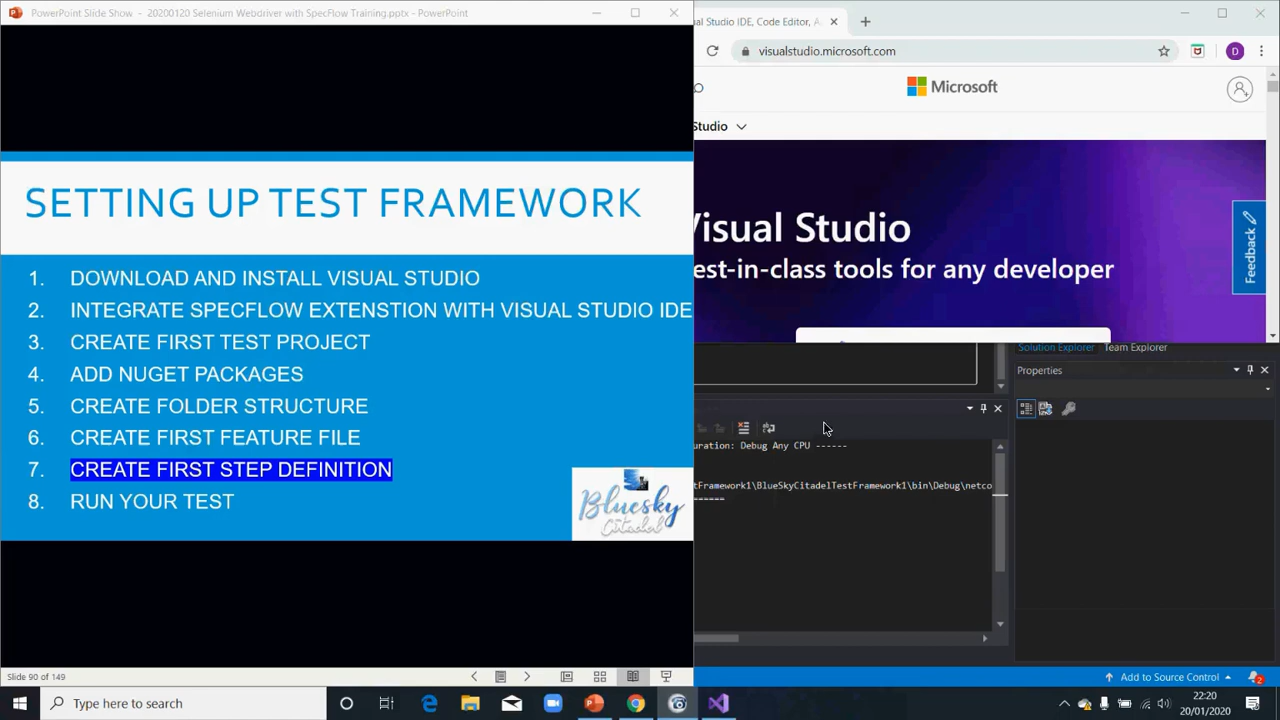 PowerPoint Slide Show - 20200120 Selenium Webdriver with SpecFlow Training.pptx - PowerPoint
SETTING UP TEST FRAMEWORK
1. DOWNLOAD AND INSTALL VISUAL STUDIO
2. INTEGRATE SPECFLOW EXTENSTION WITH VISUAL STUDIO IDE
3. CREATE FIRST TEST PROJECT
4. ADD NUGET PACKAGES
5. CREATE FOLDER STRUCTURE
6. CREATE FIRST FEATURE FILE
7. CREATE FIRST STEP DEFINITION
8. RUN YOUR TEST
Bluesky
Citadel
Slide 90 of 149
ual Studio IDE, Code Editor, A
visualstudio.microsoft.com
D
Microsoft
Studio
Visual Studio
est-in-class tools for any developer
Feedback
Solution Explorer Team Explorer
Properties
uration: Debug Any CPU ------
tFramework1\BlueSkyCitadelTestFramework1\bin\Debug\netco
======
Add to Source Control
2
Type here to search
22:20
20/01/2020